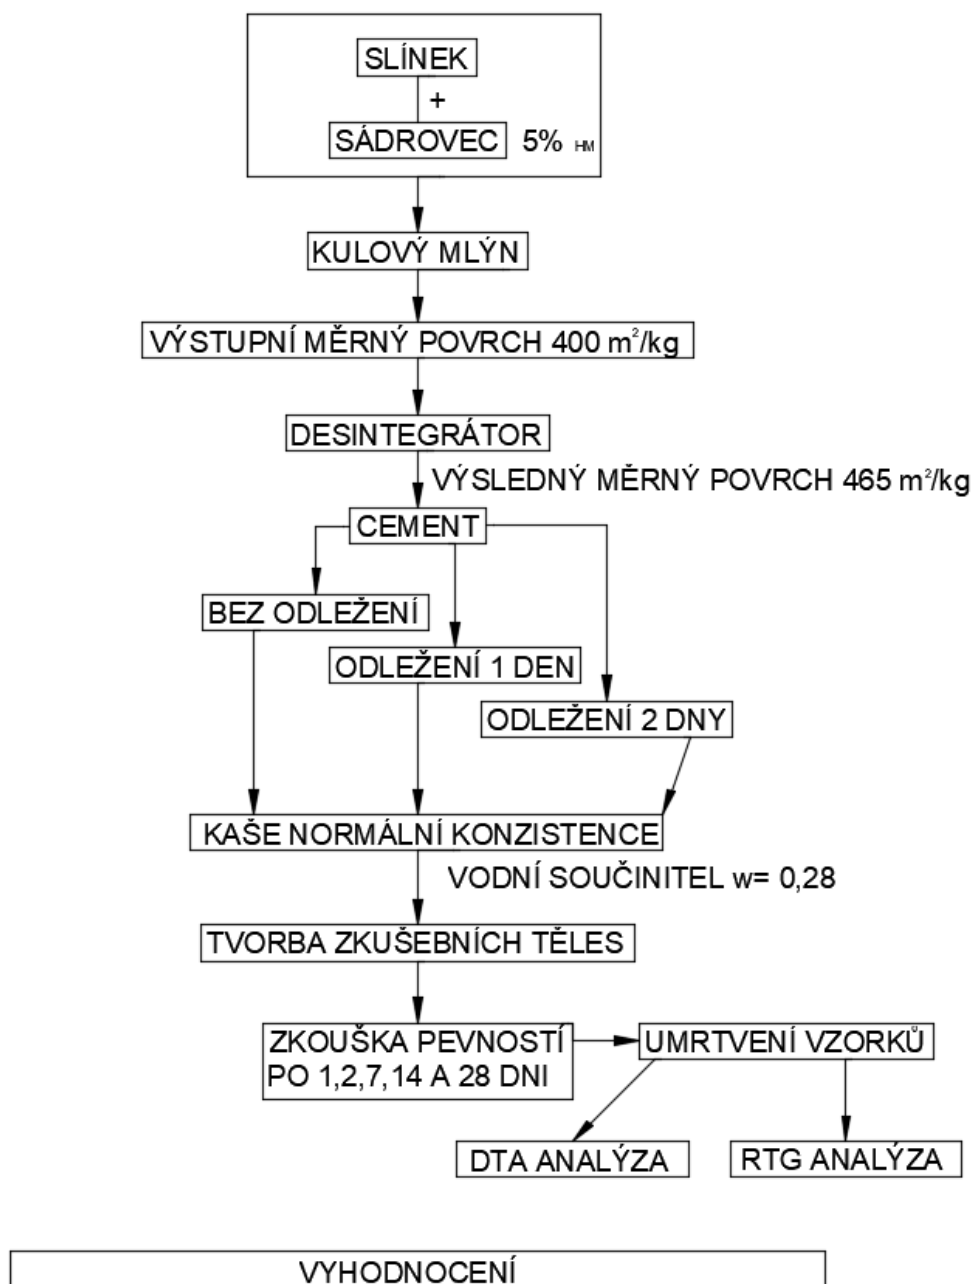 SLÍNEK
+
SÁDROVEC 5% HM
KULOVÝ MLÝN
VÝSTUPNÍ MĚRNÝ POVRCH 400 m²/kg
DESINTEGRÁTOR
VÝSLEDNÝ MĚRNÝ POVRCH 465 m²/kg
CEMENT
BEZ ODLEŽENÍ
ODLEŽENÍ 1 DEN
ODLEŽENÍ 2 DNY
KAŠE NORMÁLNÍ KONZISTENCE
VODNÍ SOUČINITEL w= 0,28
TVORBA ZKUŠEBNÍCH TĚLES
ZKOUŠKA PEVNOSTÍ
PO 1,2,7,14 A 28 DNI
UMRTVENÍ VZORKŮ
DTA ANALÝZA
RTG ANALÝZA
VYHODNOCENÍ